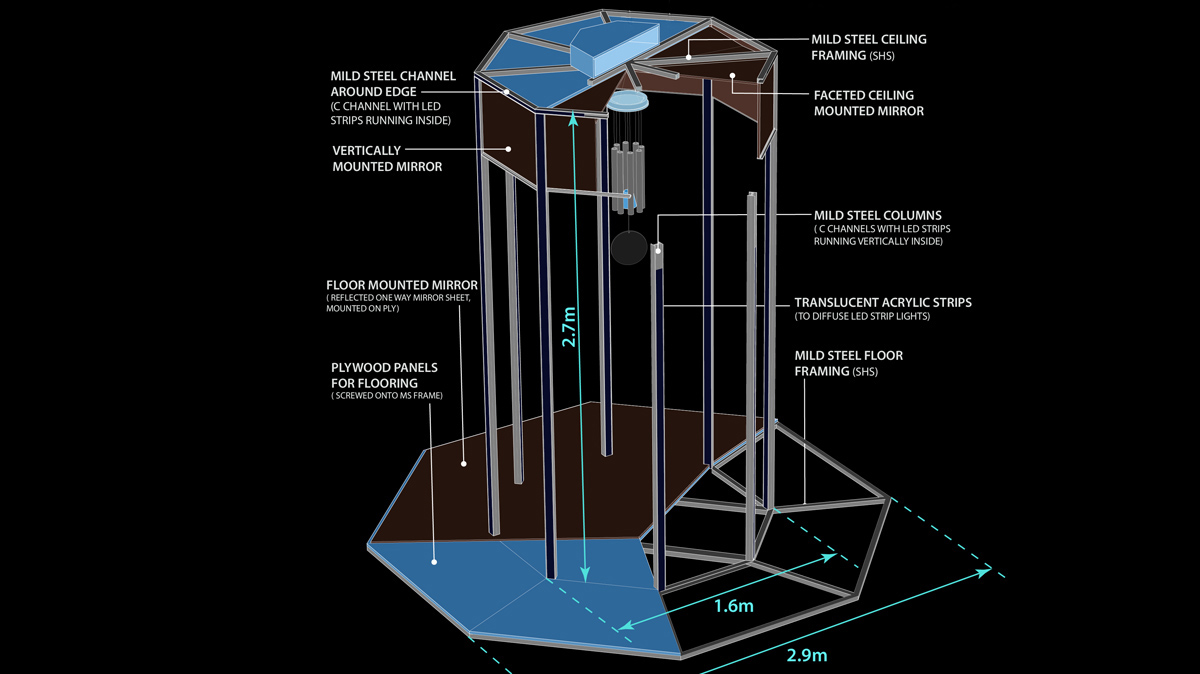 MILD STEEL CHANNEL
AROUND EDGE
(C CHANNEL WITH LED
STRIPS RUNNING INSIDE)
VERTICALLY
MOUNTED MIRROR
FLOOR MOUNTED MIRROR
( REFLECTED ONE WAY MIRROR SHEET,
MOUNTED ON PLY)
PLYWOOD PANELS
FOR FLOORING
( SCREWED ONTO MS FRAME)
2.7m
MILD STEEL CEILING
FRAMING (SHS)
FACETED CEILING
MOUNTED MIRROR
MILD STEEL COLUMNS
( C CHANNELS WITH LED STRIPS
RUNNING VERTICALLY INSIDE)
TRANSLUCENT ACRYLIC STRIPS
(TO DIFFUSE LED STRIP LIGHTS)
MILD STEEL FLOOR
FRAMING (SHS)
1.6m
2.9m